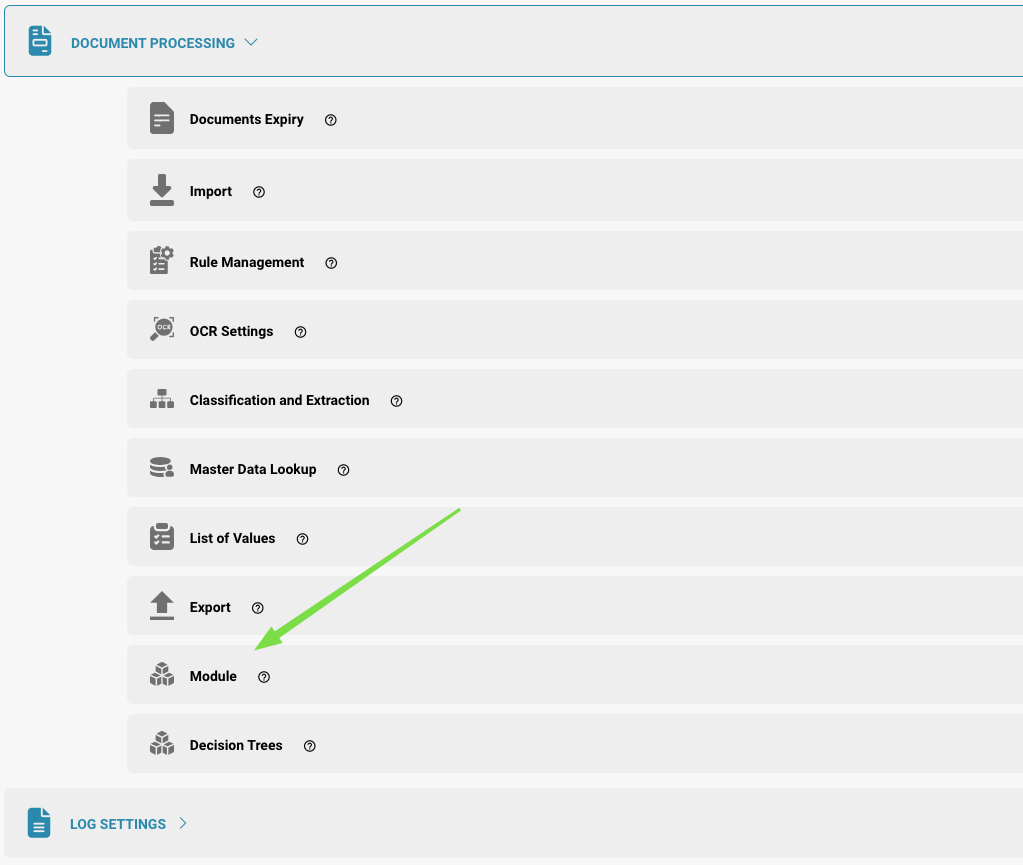 DOCUMENT PROCESSING
Documents Expiry
Import
Rule Management
OCR
OCR Settings
Classification and Extraction
Master Data Lookup
List of Values
Export
Module
Decision Trees
LOG SETTINGS